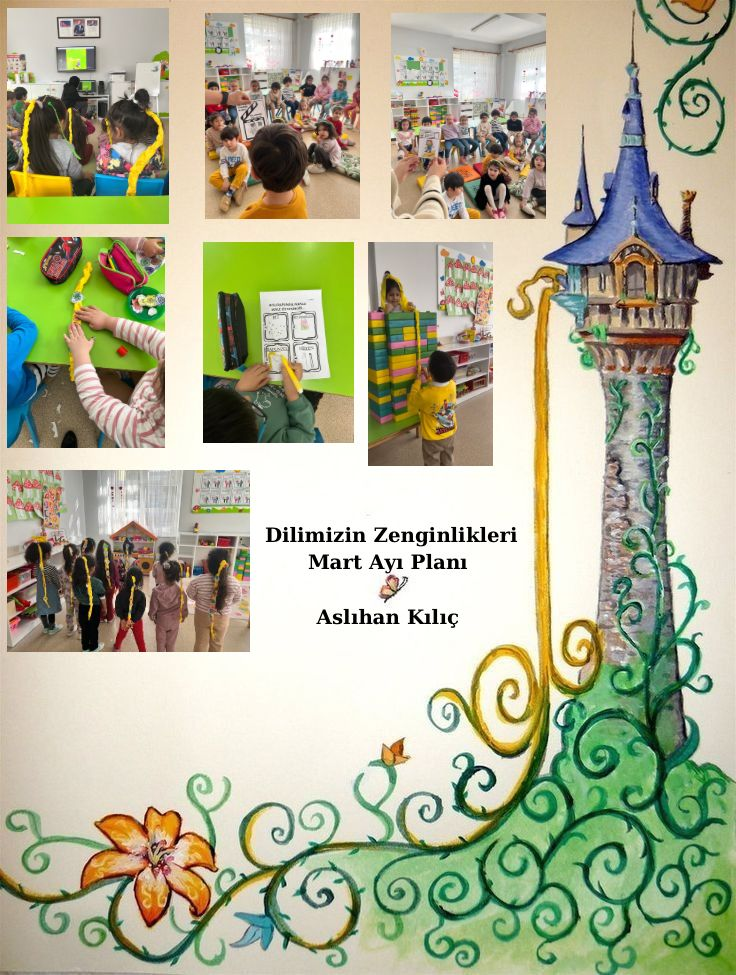 Dilimizin Zenginlikleri
Mart Ayı Planı
Aslıhan Kılıç